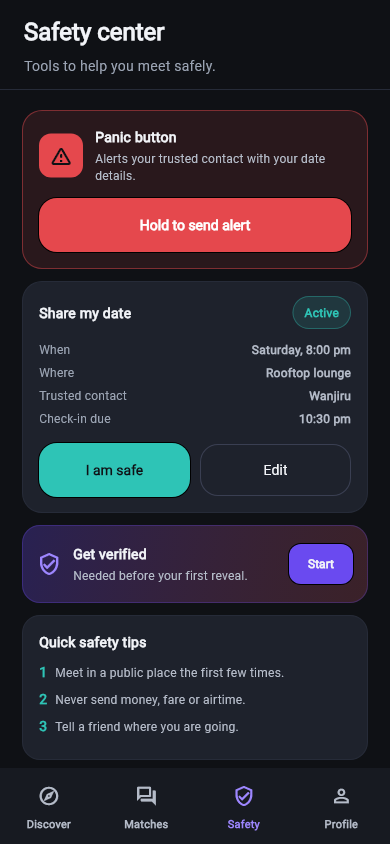 Safety center
Tools to help you meet safely.
Panic button
Alerts your trusted contact with your date
details.
Hold to send alert
Share my date
Active
When
Saturday, 8:00 pm
Where
Rooftop lounge
Trusted contact
Wanjiru
Check-in due
10:30 pm
I am safe
Edit
Get verified
Needed before your first reveal.
Start
Quick safety tips
1 Meet in a public place the first few times.
2 Never send money, fare or airtime.
3 Tell a friend where you are going.
Discover
Matches
Safety
Profile